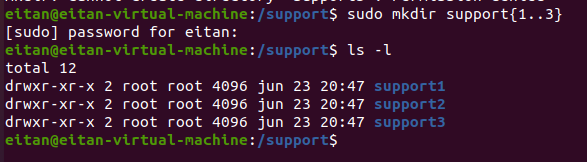 eitan@eitan-virtual-machine:/support$ sudo mkdir support{1..3}
[sudo] password for eitan:
eitan@eitan-virtual-machine:/support$ ls -l
total 12
drwxr-xr-x 2 root root 4096 jun 23 20:47 support1
drwxr-xr-x 2 root root 4096 jun 23 20:47 support2
drwxr-xr-x 2 root root 4096 jun 23 20:47 support3
eitan@eitan-virtual-machine:/support$